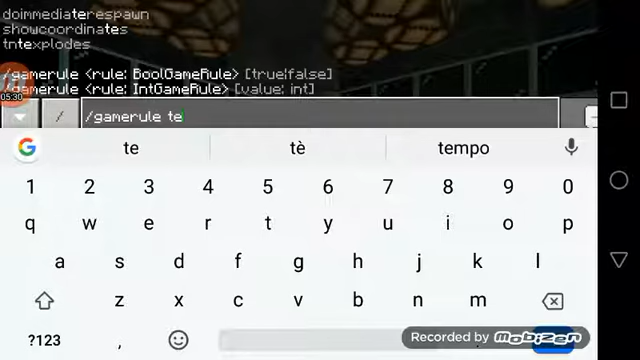 doimmediaterespawn
showcoordinates
tntexplodes
/gamerule <rule: BoolGameRule> [true|false]
/gamerule <rule: IntGameRule> [value: int]
05:30
/ /gamerule te
te tè tempo
1 2 3 4 5 6 7 8 9 0
q w e r t y u i o p
a s d f g h j k l
z x c v b n m
?123 ,
Recorded by Mobizen